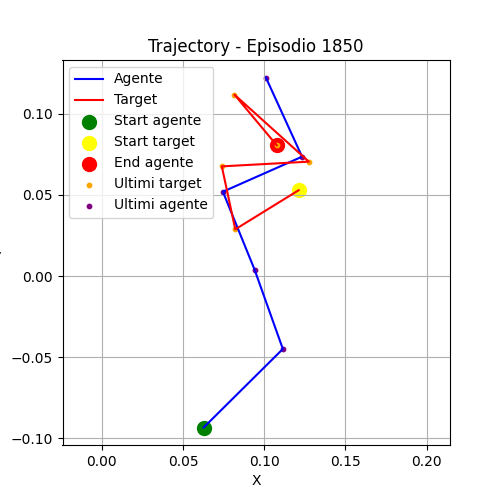 Trajectory - Episodio 1850
Agente
Target
Start agente
Start target
End agente
Ultimi target
Ultimi agente
0.10
0.05
0.00
−0.05
−0.10
0.00 0.05 0.10 0.15 0.20
X